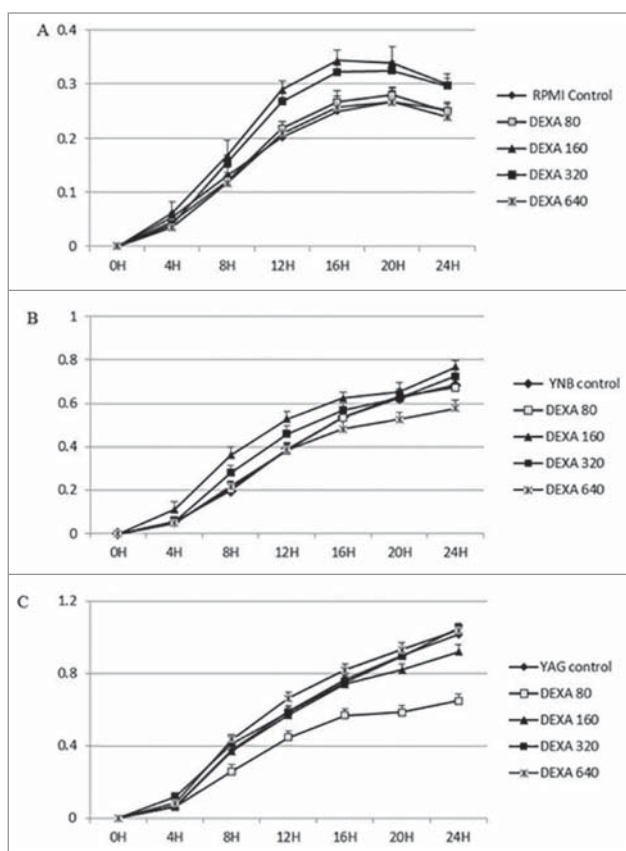 A
0.4
0.3
0.2
0.1
0
0H 4H 8H 12H 16H 20H 24H
RPMI Control
DEXA 80
DEXA 160
DEXA 320
DEXA 640
B
1
0.8
0.6
0.4
0.2
0
0H 4H 8H 12H 16H 20H 24H
YNB control
DEXA 80
DEXA 160
DEXA 320
DEXA 640
C
1.2
0.8
0.4
0
0H 4H 8H 12H 16H 20H 24H
YAG control
DEXA 80
DEXA 160
DEXA 320
DEXA 640